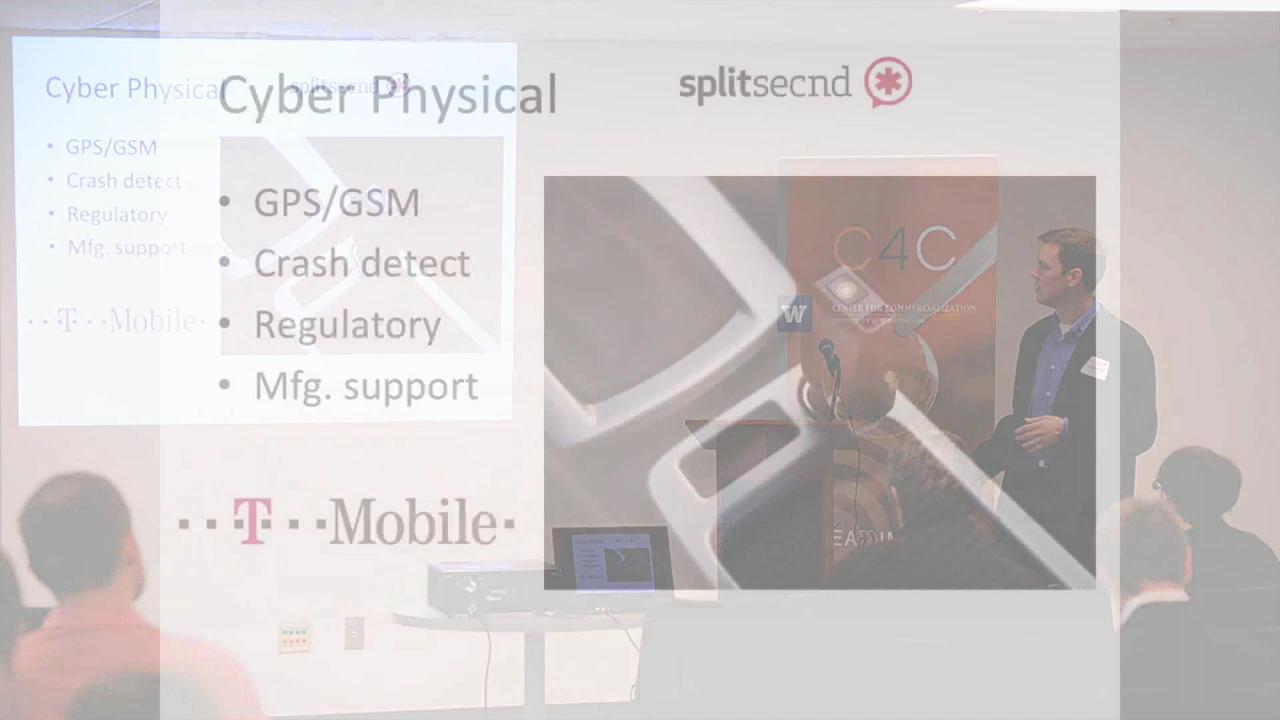 Cyber Physical
splitsecnd
• GPS/GSM
• Crash detect
• Regulatory
• Mfg. support
··T··Mobile·
Cyber Physical
splitsecnd
• GPS/GSM
• Crash detect
• Regulatory
• Mfg. support
··T··Mobile·
C4C
W
CENTER FOR COMMERCIALIZATION